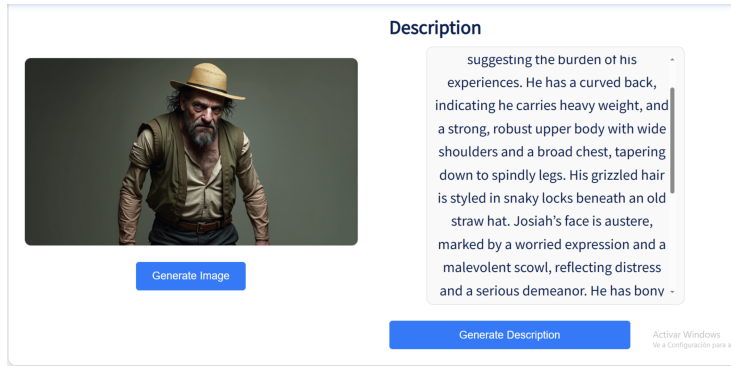 Description
suggesting the burden of his
experiences. He has a curved back,
indicating he carries heavy weight, and
a strong, robust upper body with wide
shoulders and a broad chest, tapering
down to spindly legs. His grizzled hair
is styled in snaky locks beneath an old
straw hat. Josiah’s face is austere,
marked by a worried expression and a
malevolent scowl, reflecting distress
and a serious demeanor. He has bony
Generate Image
Generate Description
Activar Windows
Ve a Configuración para a